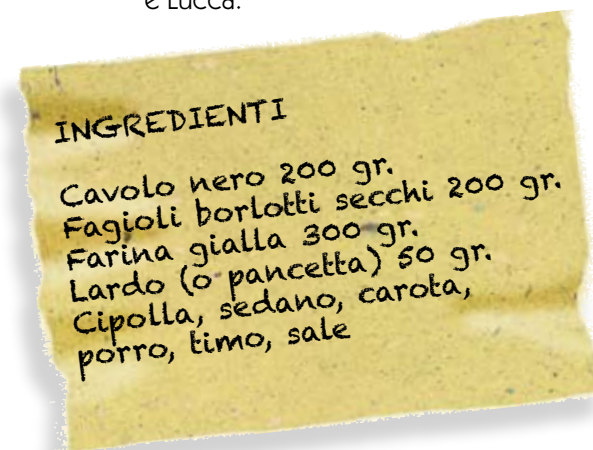 e Lucca.
INGREDIENTI
Cavolo nero 200 gr.
Fagioli borlotti secchi 200 gr.
Farina gialla 300 gr.
Lardo (o pancetta) 50 gr.
Cipolla, sedano, carota,
porro, timo, sale